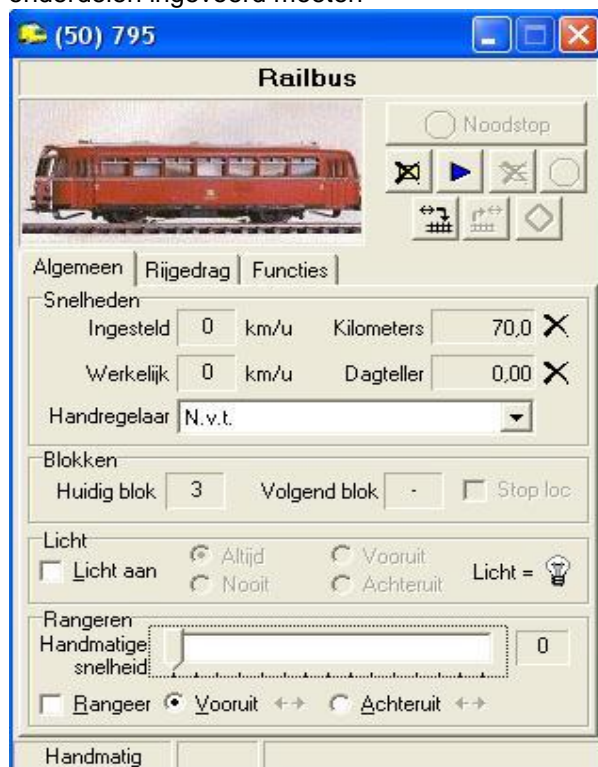 onderdelen ingevoerd moeten
(50) 795
Railbus
Noodstop
Algemeen Rijgedrag Functies
Snelheden
Ingesteld 0 km/u Kilometers 70,0
Werkelijk 0 km/u Dagteller 0,00
Handregelaar N.v.t.
Blokken
Huidig blok 3 Volgend blok - Stop loc
Licht
Licht aan Altijd Vooruit Licht =
Nooit Achteruit
Rangeren
Handmatige snelheid 0
Rangeer Vooruit Achteruit
Handmatig